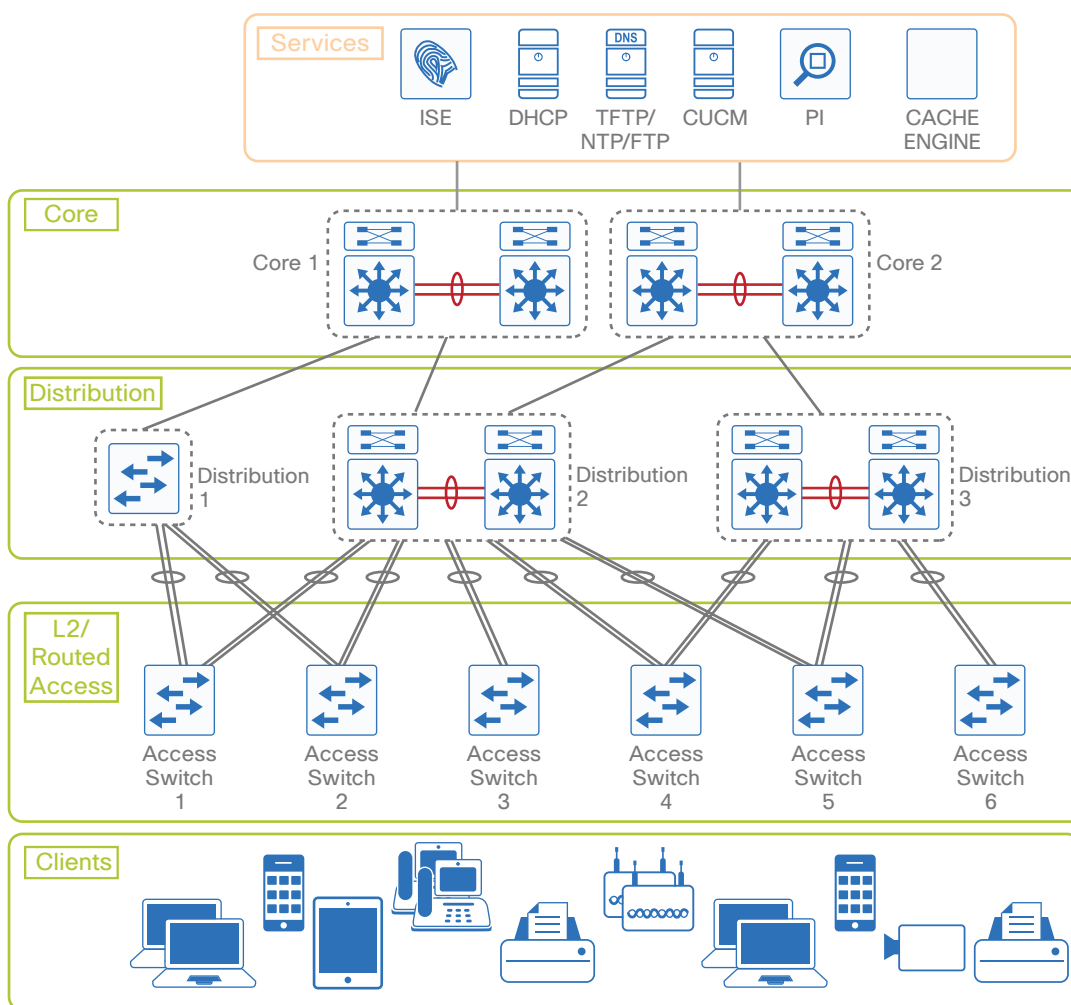 Services
DNS
ISE
DHCP
TFTP/
NTP/FTP
CUCM
PI
CACHE
ENGINE
Core
Core 1
Core 2
Distribution
Distribution
1
Distribution
2
Distribution
3
L2/
Routed
Access
Access
Switch
1
Access
Switch
2
Access
Switch
3
Access
Switch
4
Access
Switch
5
Access
Switch
6
Clients